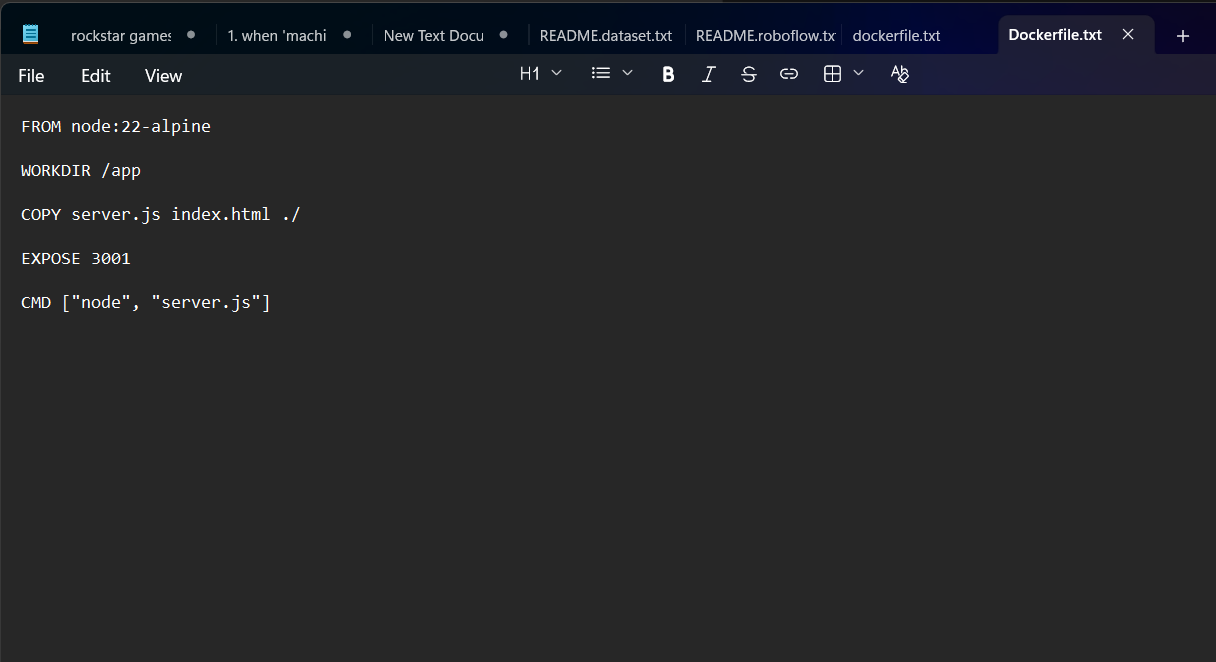 rockstar games
1. when 'machi
New Text Docu
README.dataset.txt
README.roboflow.tx
dockerfile.txt
Dockerfile.txt
File
Edit
View
H1
B
I
S
Ab
FROM node:22-alpine
WORKDIR /app
COPY server.js index.html ./
EXPOSE 3001
CMD ["node", "server.js"]